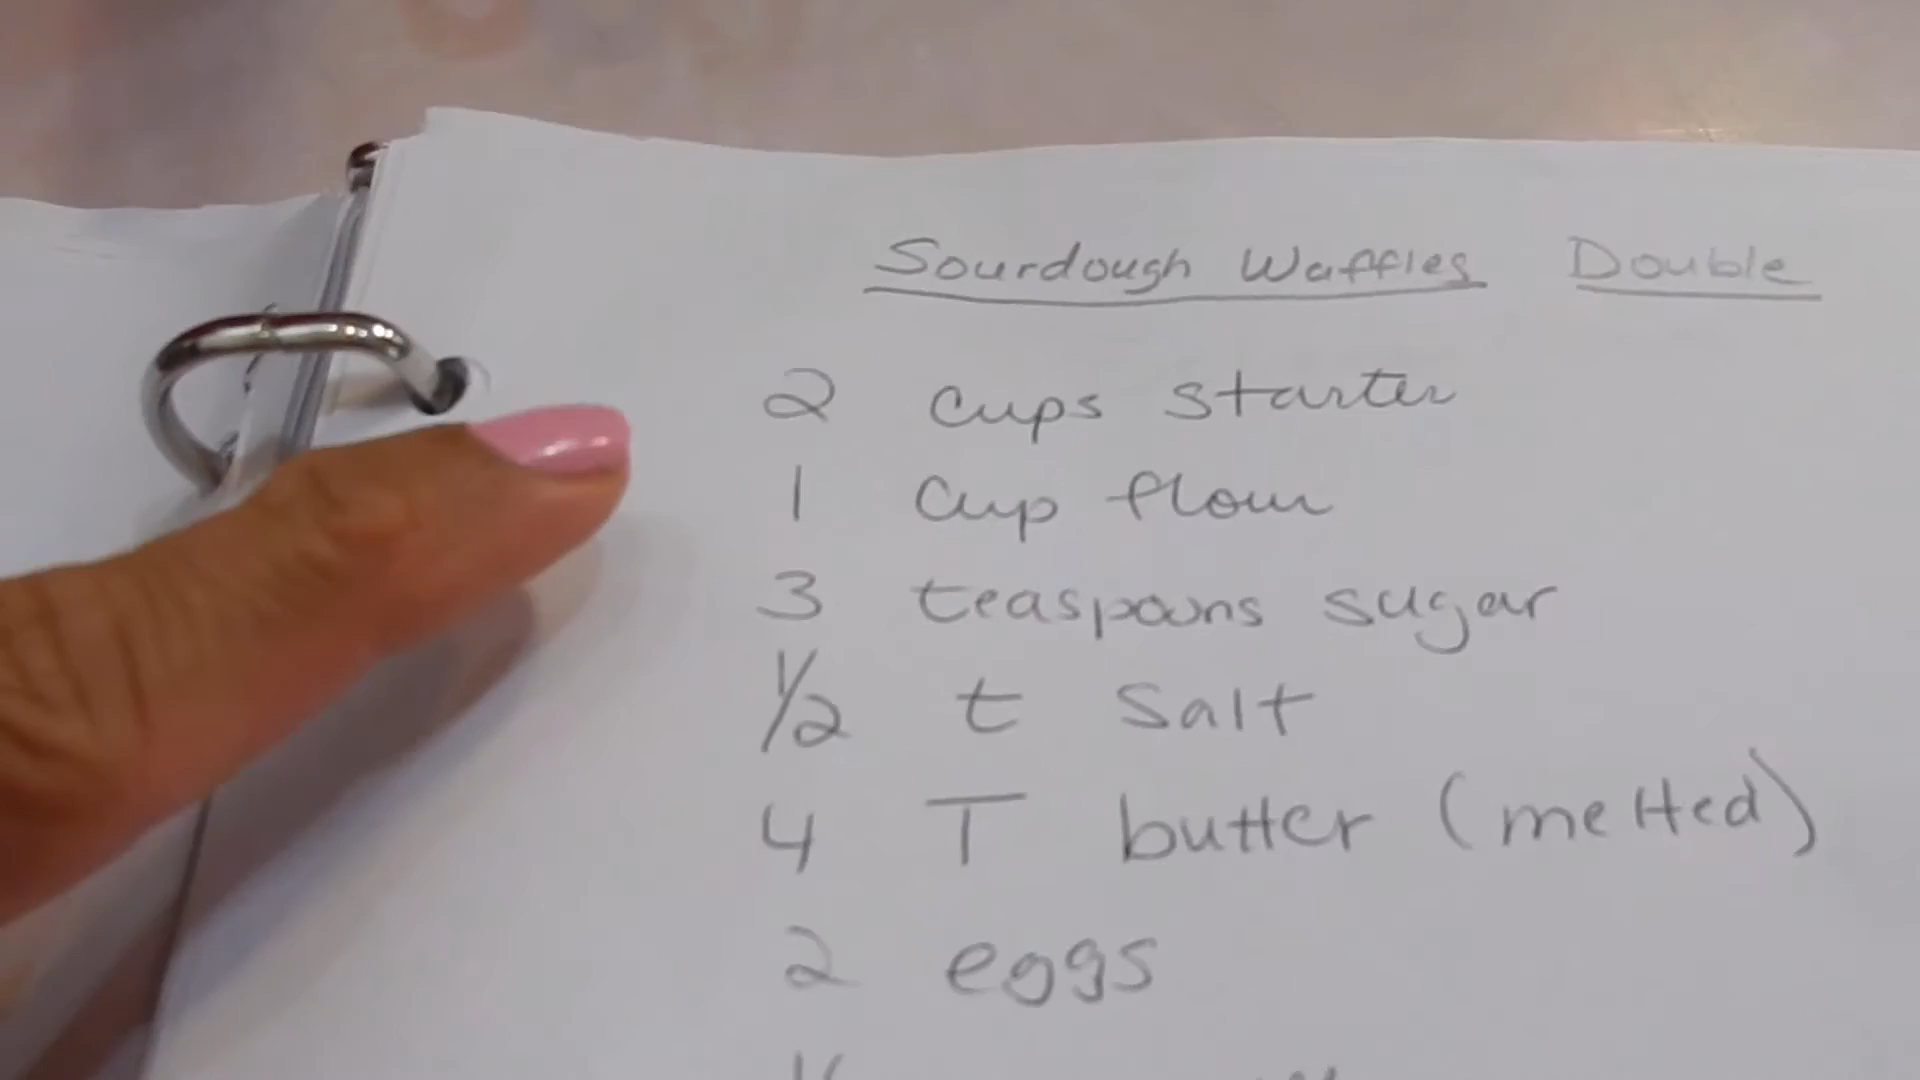 Sourdough Waffles Double
2 cups starter
1 cup flour
3 teaspoons sugar
1/2 t salt
4 T butter (melted)
2 eggs